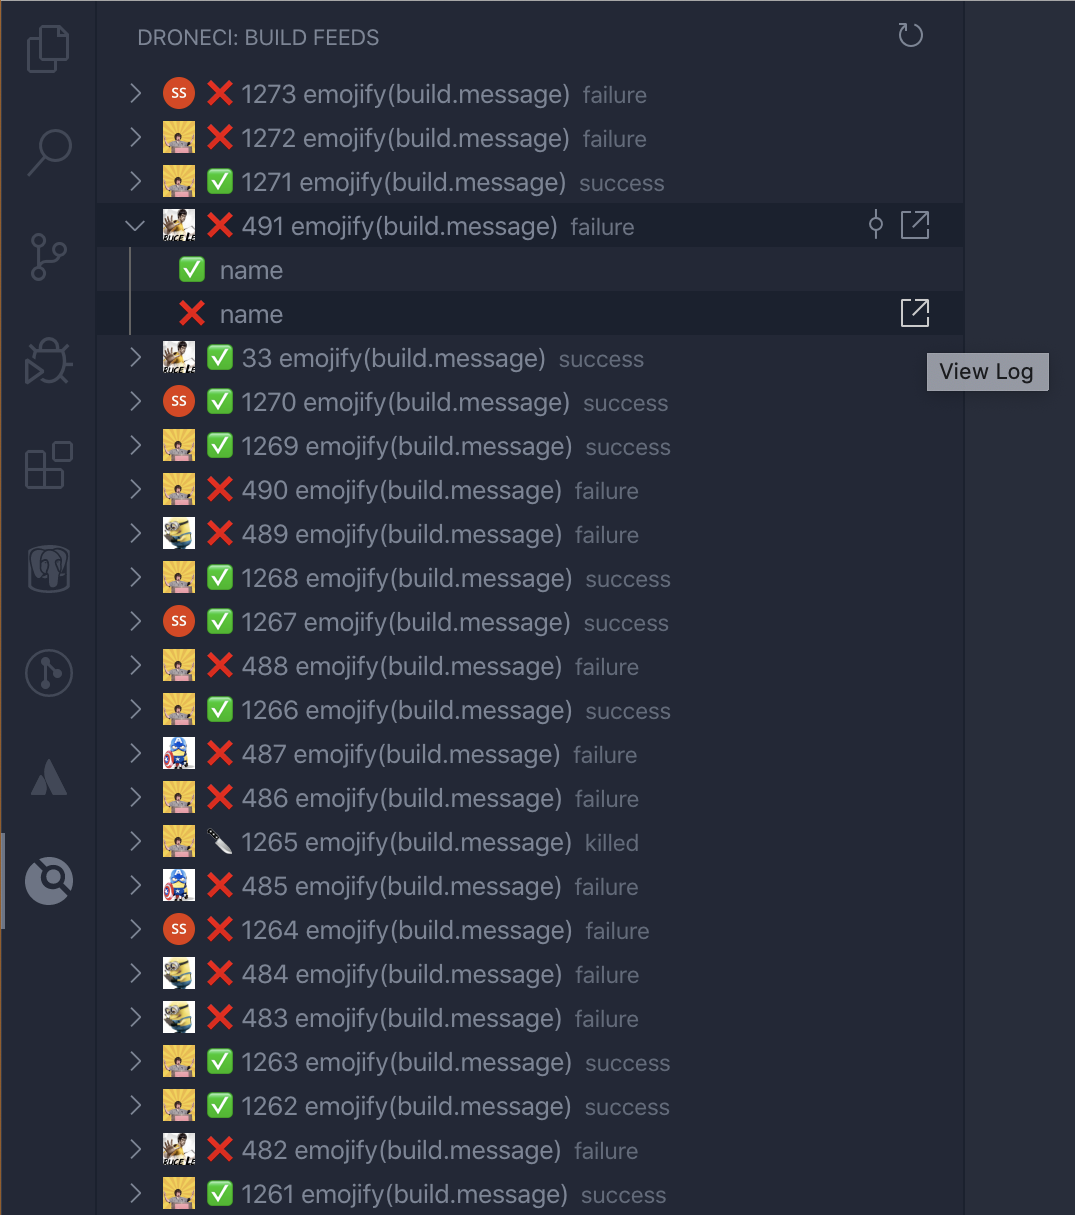 DRONECI: BUILD FEEDS
SS ❌ 1273 emojify(build.message) failure
❌ 1272 emojify(build.message) failure
✅ 1271 emojify(build.message) success
❌ 491 emojify(build.message) failure
✅ name
❌ name
✅ 33 emojify(build.message) success
View Log
SS ✅ 1270 emojify(build.message) success
✅ 1269 emojify(build.message) success
❌ 490 emojify(build.message) failure
❌ 489 emojify(build.message) failure
✅ 1268 emojify(build.message) success
SS ✅ 1267 emojify(build.message) success
❌ 488 emojify(build.message) failure
✅ 1266 emojify(build.message) success
❌ 487 emojify(build.message) failure
❌ 486 emojify(build.message) failure
🔪 1265 emojify(build.message) killed
❌ 485 emojify(build.message) failure
SS ❌ 1264 emojify(build.message) failure
❌ 484 emojify(build.message) failure
❌ 483 emojify(build.message) failure
✅ 1263 emojify(build.message) success
✅ 1262 emojify(build.message) success
❌ 482 emojify(build.message) failure
✅ 1261 emojify(build.message) success